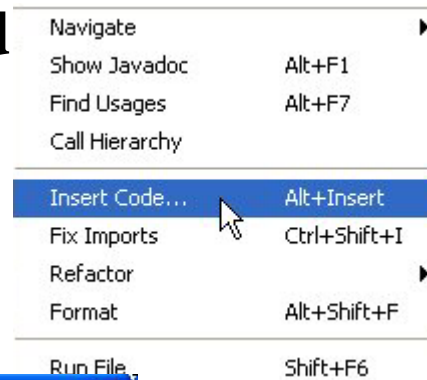 Navigate
Show Javadoc Alt+F1
Find Usages Alt+F7
Call Hierarchy
Insert Code... Alt+Insert
Fix Imports Ctrl+Shift+I
Refactor
Format Alt+Shift+F
Run File Shift+F6